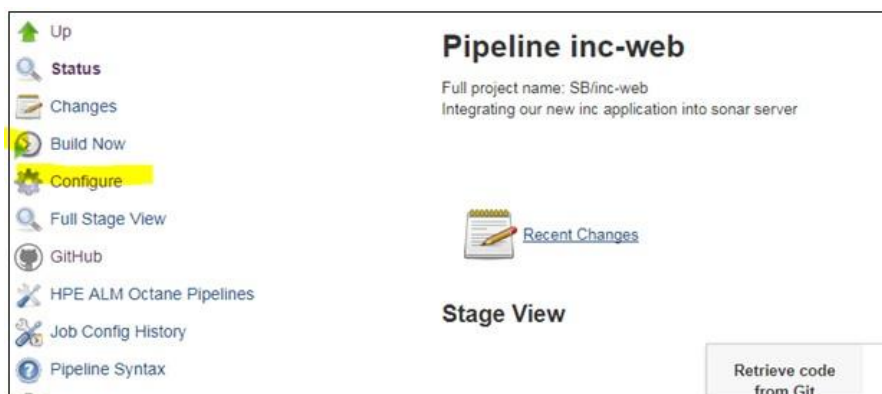 Up
Status
Changes
Build Now
Configure
Full Stage View
GitHub
HPE ALM Octane Pipelines
Job Config History
Pipeline Syntax
Pipeline inc-web
Full project name: SB/inc-web
Integrating our new inc application into sonar server
Recent Changes
Stage View
Retrieve code
from Git